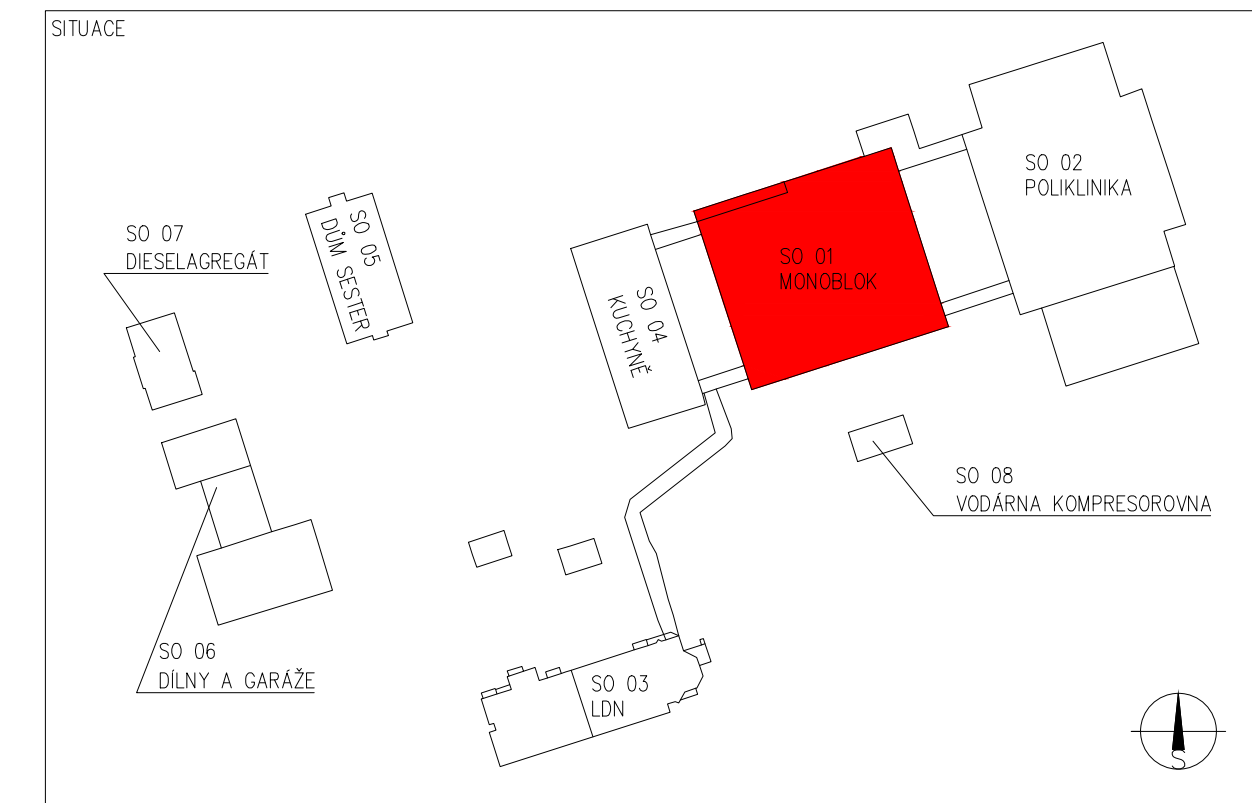 SITUACE
SO 02
POLIKLINIKA
SO 05
DŮM SESTER
SO 07
DIESELAGREGÁT
SO 01
MONOBLOK
SO 04
KUCHYNĚ
SO 08
VODÁRNA KOMPRESOROVNA
SO 06
DÍLNY A GARÁŽE
SO 03
LDN
S